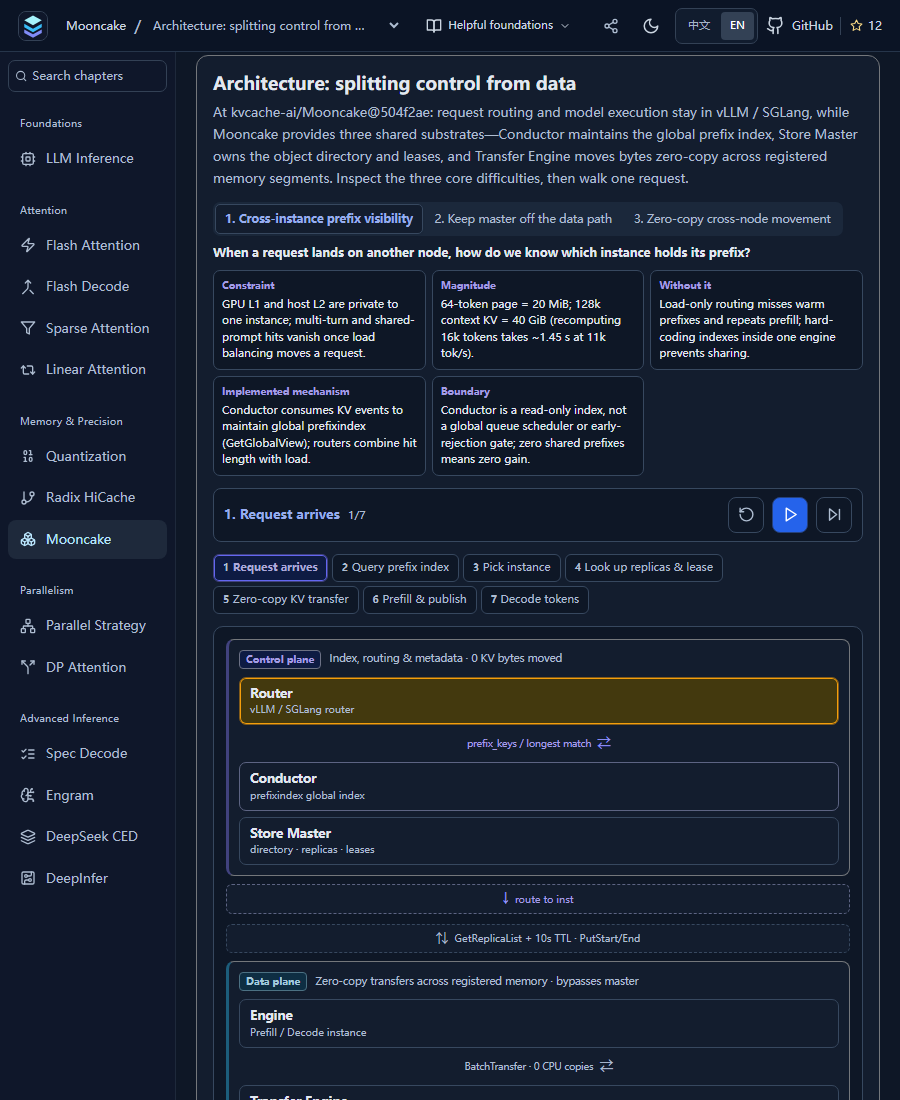 Mooncake / Architecture: splitting control from ...
Helpful foundations
中文
EN
GitHub
12
Search chapters
Foundations
LLM Inference
Attention
Flash Attention
Flash Decode
Sparse Attention
Linear Attention
Memory & Precision
Quantization
Radix HiCache
Mooncake
Parallelism
Parallel Strategy
DP Attention
Advanced Inference
Spec Decode
Engram
DeepSeek CED
DeepInfer
Architecture: splitting control from data
At kvcache-ai/Mooncake@504f2ae: request routing and model execution stay in vLLM / SGLang, while
Mooncake provides three shared substrates—Conductor maintains the global prefix index, Store Master
owns the object directory and leases, and Transfer Engine moves bytes zero-copy across registered
memory segments. Inspect the three core difficulties, then walk one request.
1. Cross-instance prefix visibility
2. Keep master off the data path
3. Zero-copy cross-node movement
When a request lands on another node, how do we know which instance holds its prefix?
Constraint
GPU L1 and host L2 are private to
one instance; multi-turn and shared-
prompt hits vanish once load
balancing moves a request.
Magnitude
64-token page = 20 MiB; 128k
context KV = 40 GiB (recomputing
16k tokens takes ~1.45 s at 11k
tok/s).
Without it
Load-only routing misses warm
prefixes and repeats prefill; hard-
coding indexes inside one engine
prevents sharing.
Implemented mechanism
Conductor consumes KV events to
maintain global prefixindex
(GetGlobalView); routers combine hit
length with load.
Boundary
Conductor is a read-only index, not
a global queue scheduler or early-
rejection gate; zero shared prefixes
means zero gain.
1. Request arrives 1/7
1 Request arrives
2 Query prefix index
3 Pick instance
4 Look up replicas & lease
5 Zero-copy KV transfer
6 Prefill & publish
7 Decode tokens
Control plane Index, routing & metadata · 0 KV bytes moved
Router
vLLM / SGLang router
prefix_keys / longest match ⇄
Conductor
prefixindex global index
Store Master
directory · replicas · leases
↓ route to inst
⇅ GetReplicaList + 10s TTL · PutStart/End
Data plane Zero-copy transfers across registered memory · bypasses master
Engine
Prefill / Decode instance
BatchTransfer · 0 CPU copies ⇄
Transfer Engine